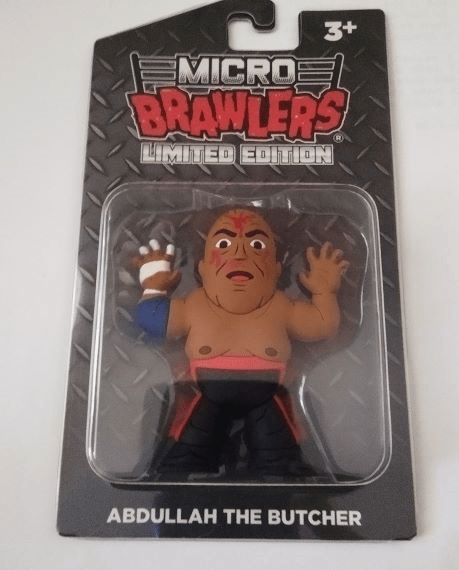 3+
MICRO
BRAWLERS®
LIMITED EDITION
ABDULLAH THE BUTCHER